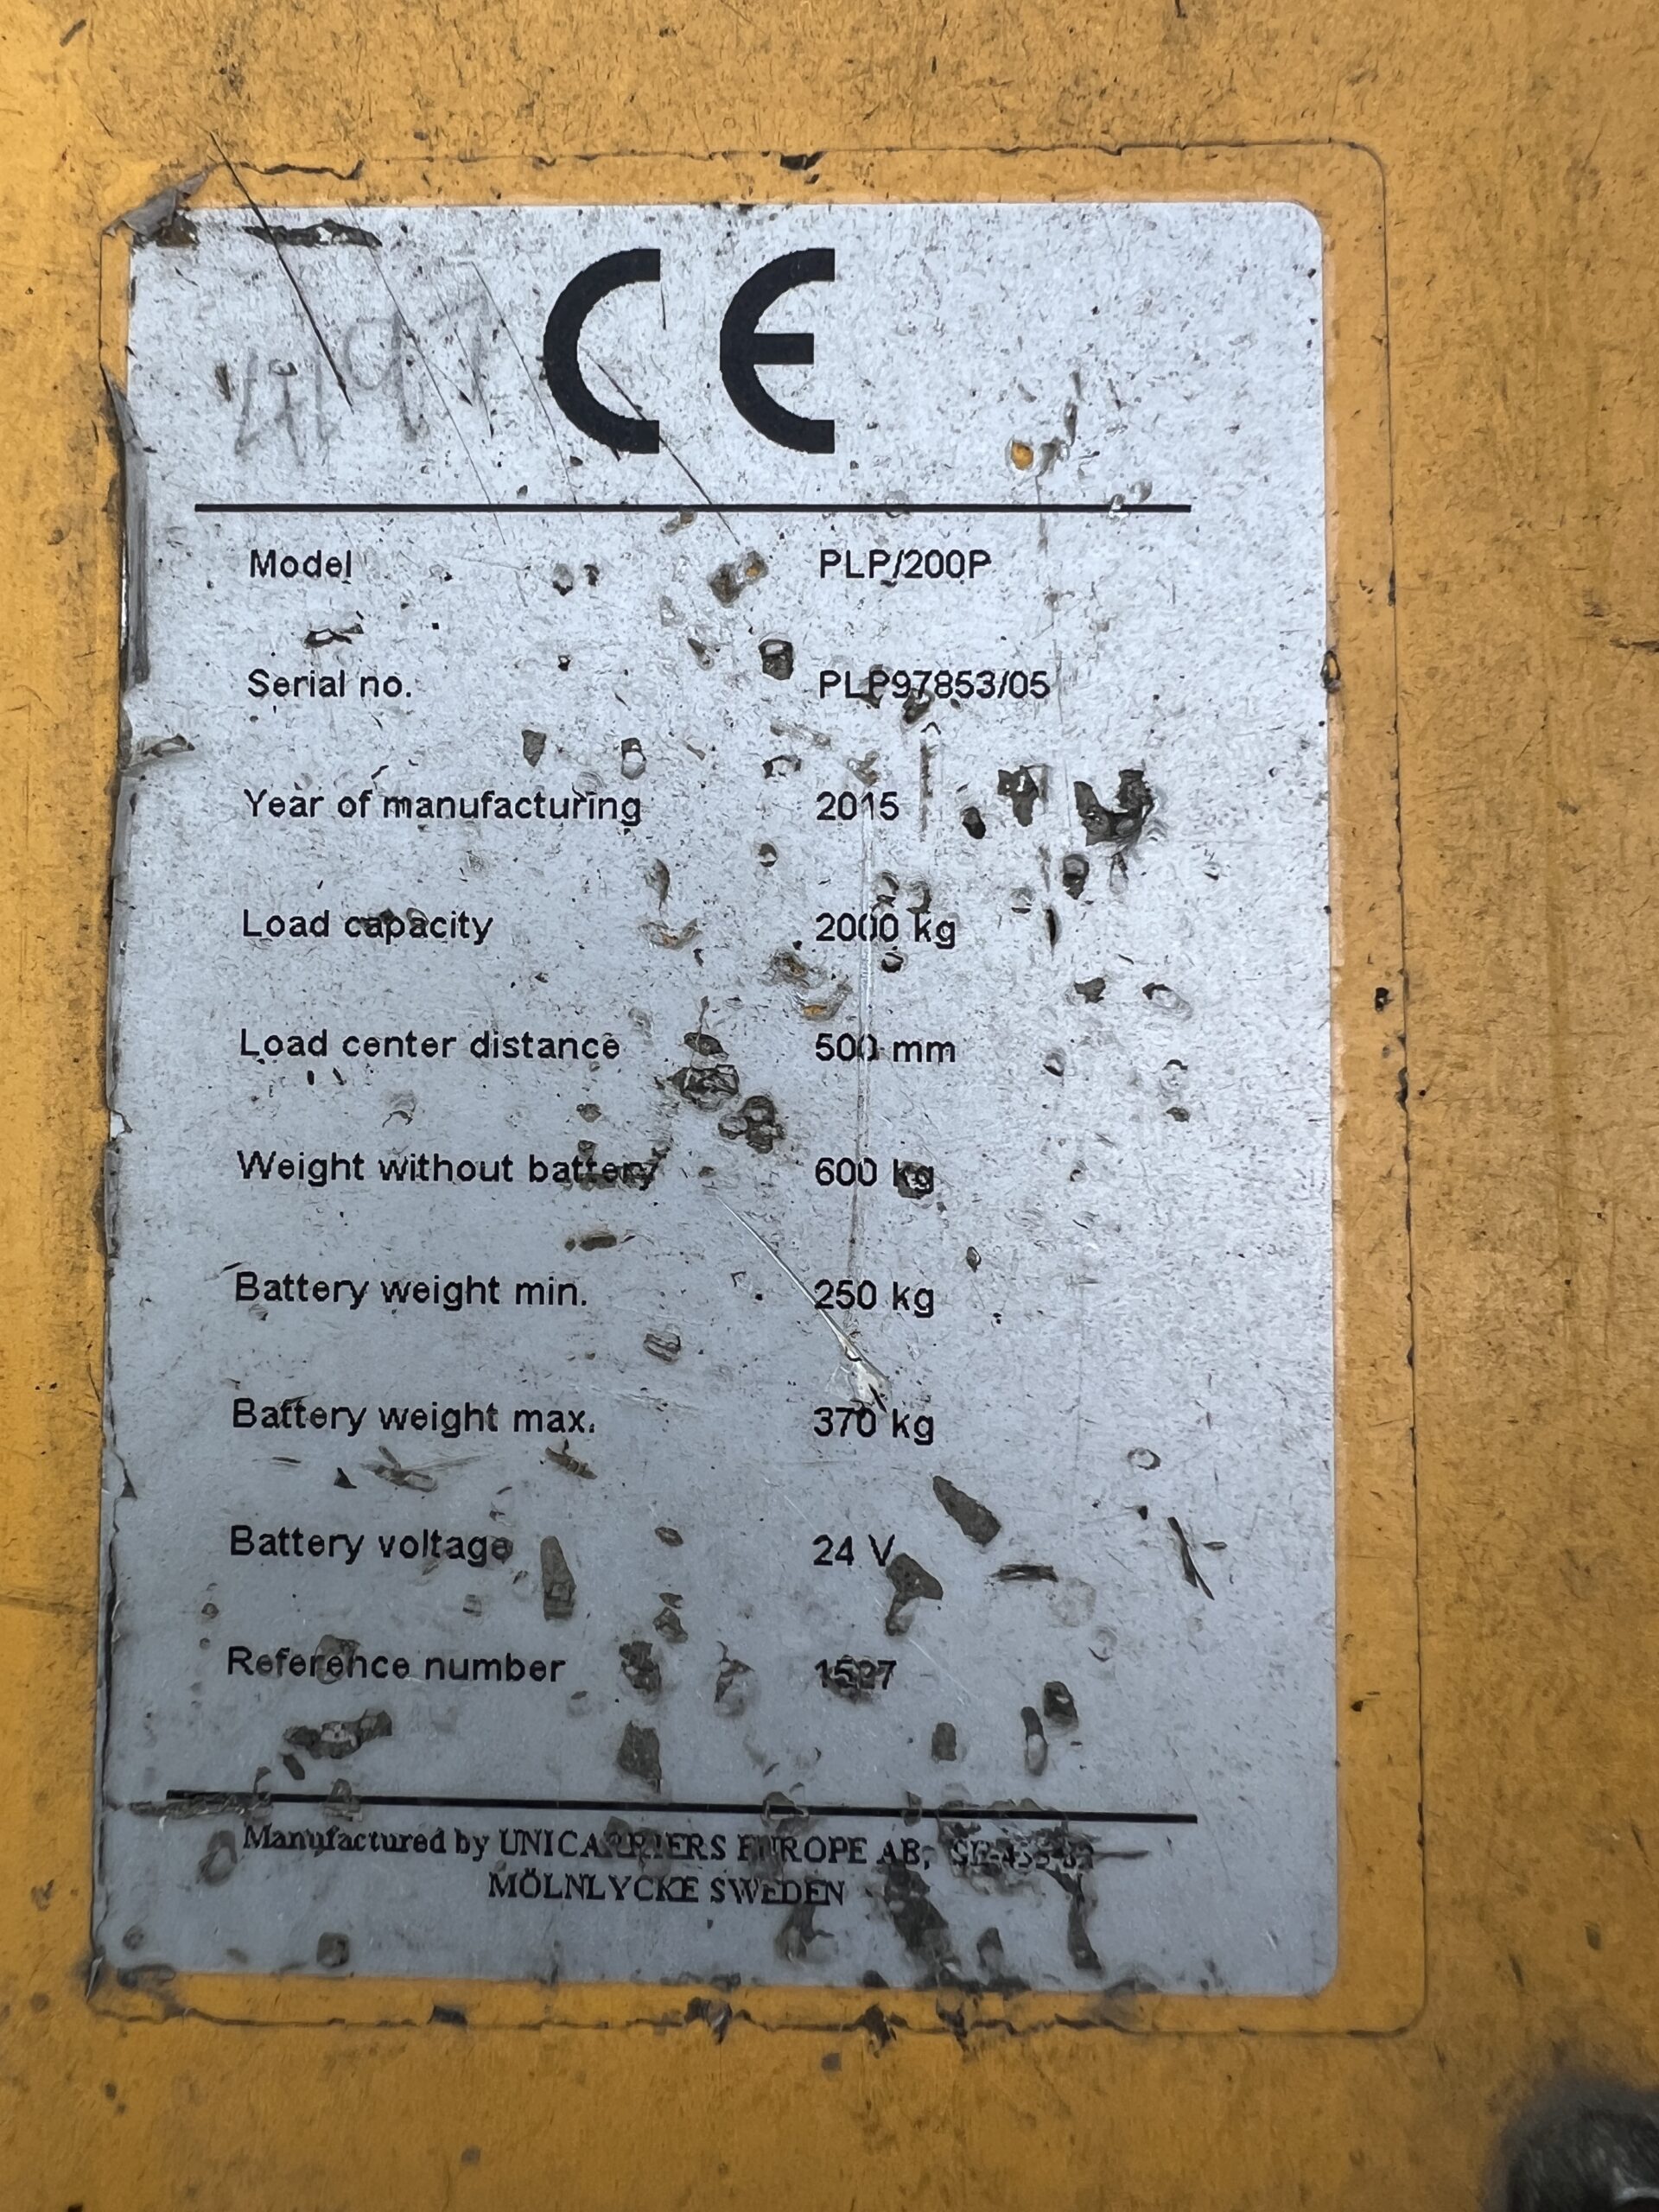 CE
Model PLP/200P
Serial no. PLP97853/05
Year of manufacturing 2015
Load capacity 2000 kg
Load center distance 500 mm
Weight without battery 600 kg
Battery weight min. 250 kg
Battery weight max. 370 kg
Battery voltage 24 V
Reference number
Manufactured by UNICARRIERS EUROPE AB,
MÖLNLYCKE SWEDEN